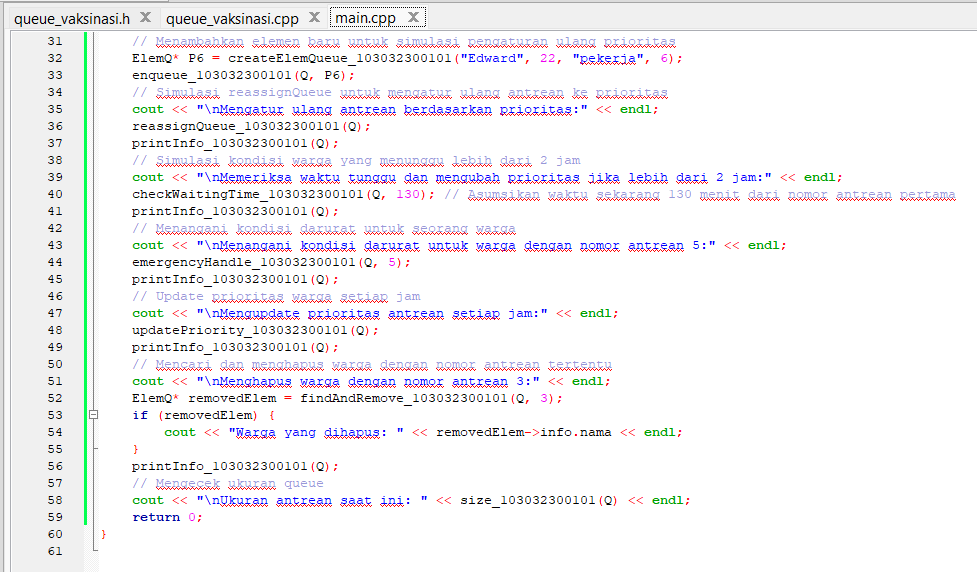 queue_vaksinasi.h queue_vaksinasi.cpp main.cpp
31 // Menambahkan elemen baru untuk simulasi pengaturan ulang prioritas
32 ElemQ* P6 = createElemQueue_103032300101("Edward", 22, "pekerja", 6);
33 enqueue_103032300101(Q, P6);
34 // Simulasi reassignQueue untuk mengatur ulang antrean ke prioritas
35 cout << "\nMengatur ulang antrean berdasarkan prioritas:" << endl;
36 reassignQueue_103032300101(Q);
37 printInfo_103032300101(Q);
38 // Simulasi kondisi warga yang menunggu lebih dari 2 jam
39 cout << "\nMemeriksa waktu tunggu dan mengubah prioritas jika lebih dari 2 jam:" << endl;
40 checkWaitingTime_103032300101(Q, 130); // Asumsikan waktu sekarang 130 menit dari nomor antrean pertama
41 printInfo_103032300101(Q);
42 // Menangani kondisi darurat untuk seorang warga
43 cout << "\nMenangani kondisi darurat untuk warga dengan nomor antrean 5:" << endl;
44 emergencyHandle_103032300101(Q, 5);
45 printInfo_103032300101(Q);
46 // Update prioritas warga setiap jam
47 cout << "\nMengupdate prioritas antrean setiap jam:" << endl;
48 updatePriority_103032300101(Q);
49 printInfo_103032300101(Q);
50 // Mencari dan menghapus warga dengan nomor antrean tertentu
51 cout << "\nMenghapus warga dengan nomor antrean 3:" << endl;
52 ElemQ* removedElem = findAndRemove_103032300101(Q, 3);
53 if (removedElem) {
54 cout << "Warga yang dihapus: " << removedElem->info.nama << endl;
55 }
56 printInfo_103032300101(Q);
57 // Mengecek ukuran queue
58 cout << "\nUkuran antrean saat ini: " << size_103032300101(Q) << endl;
59 return 0;
60 }
61